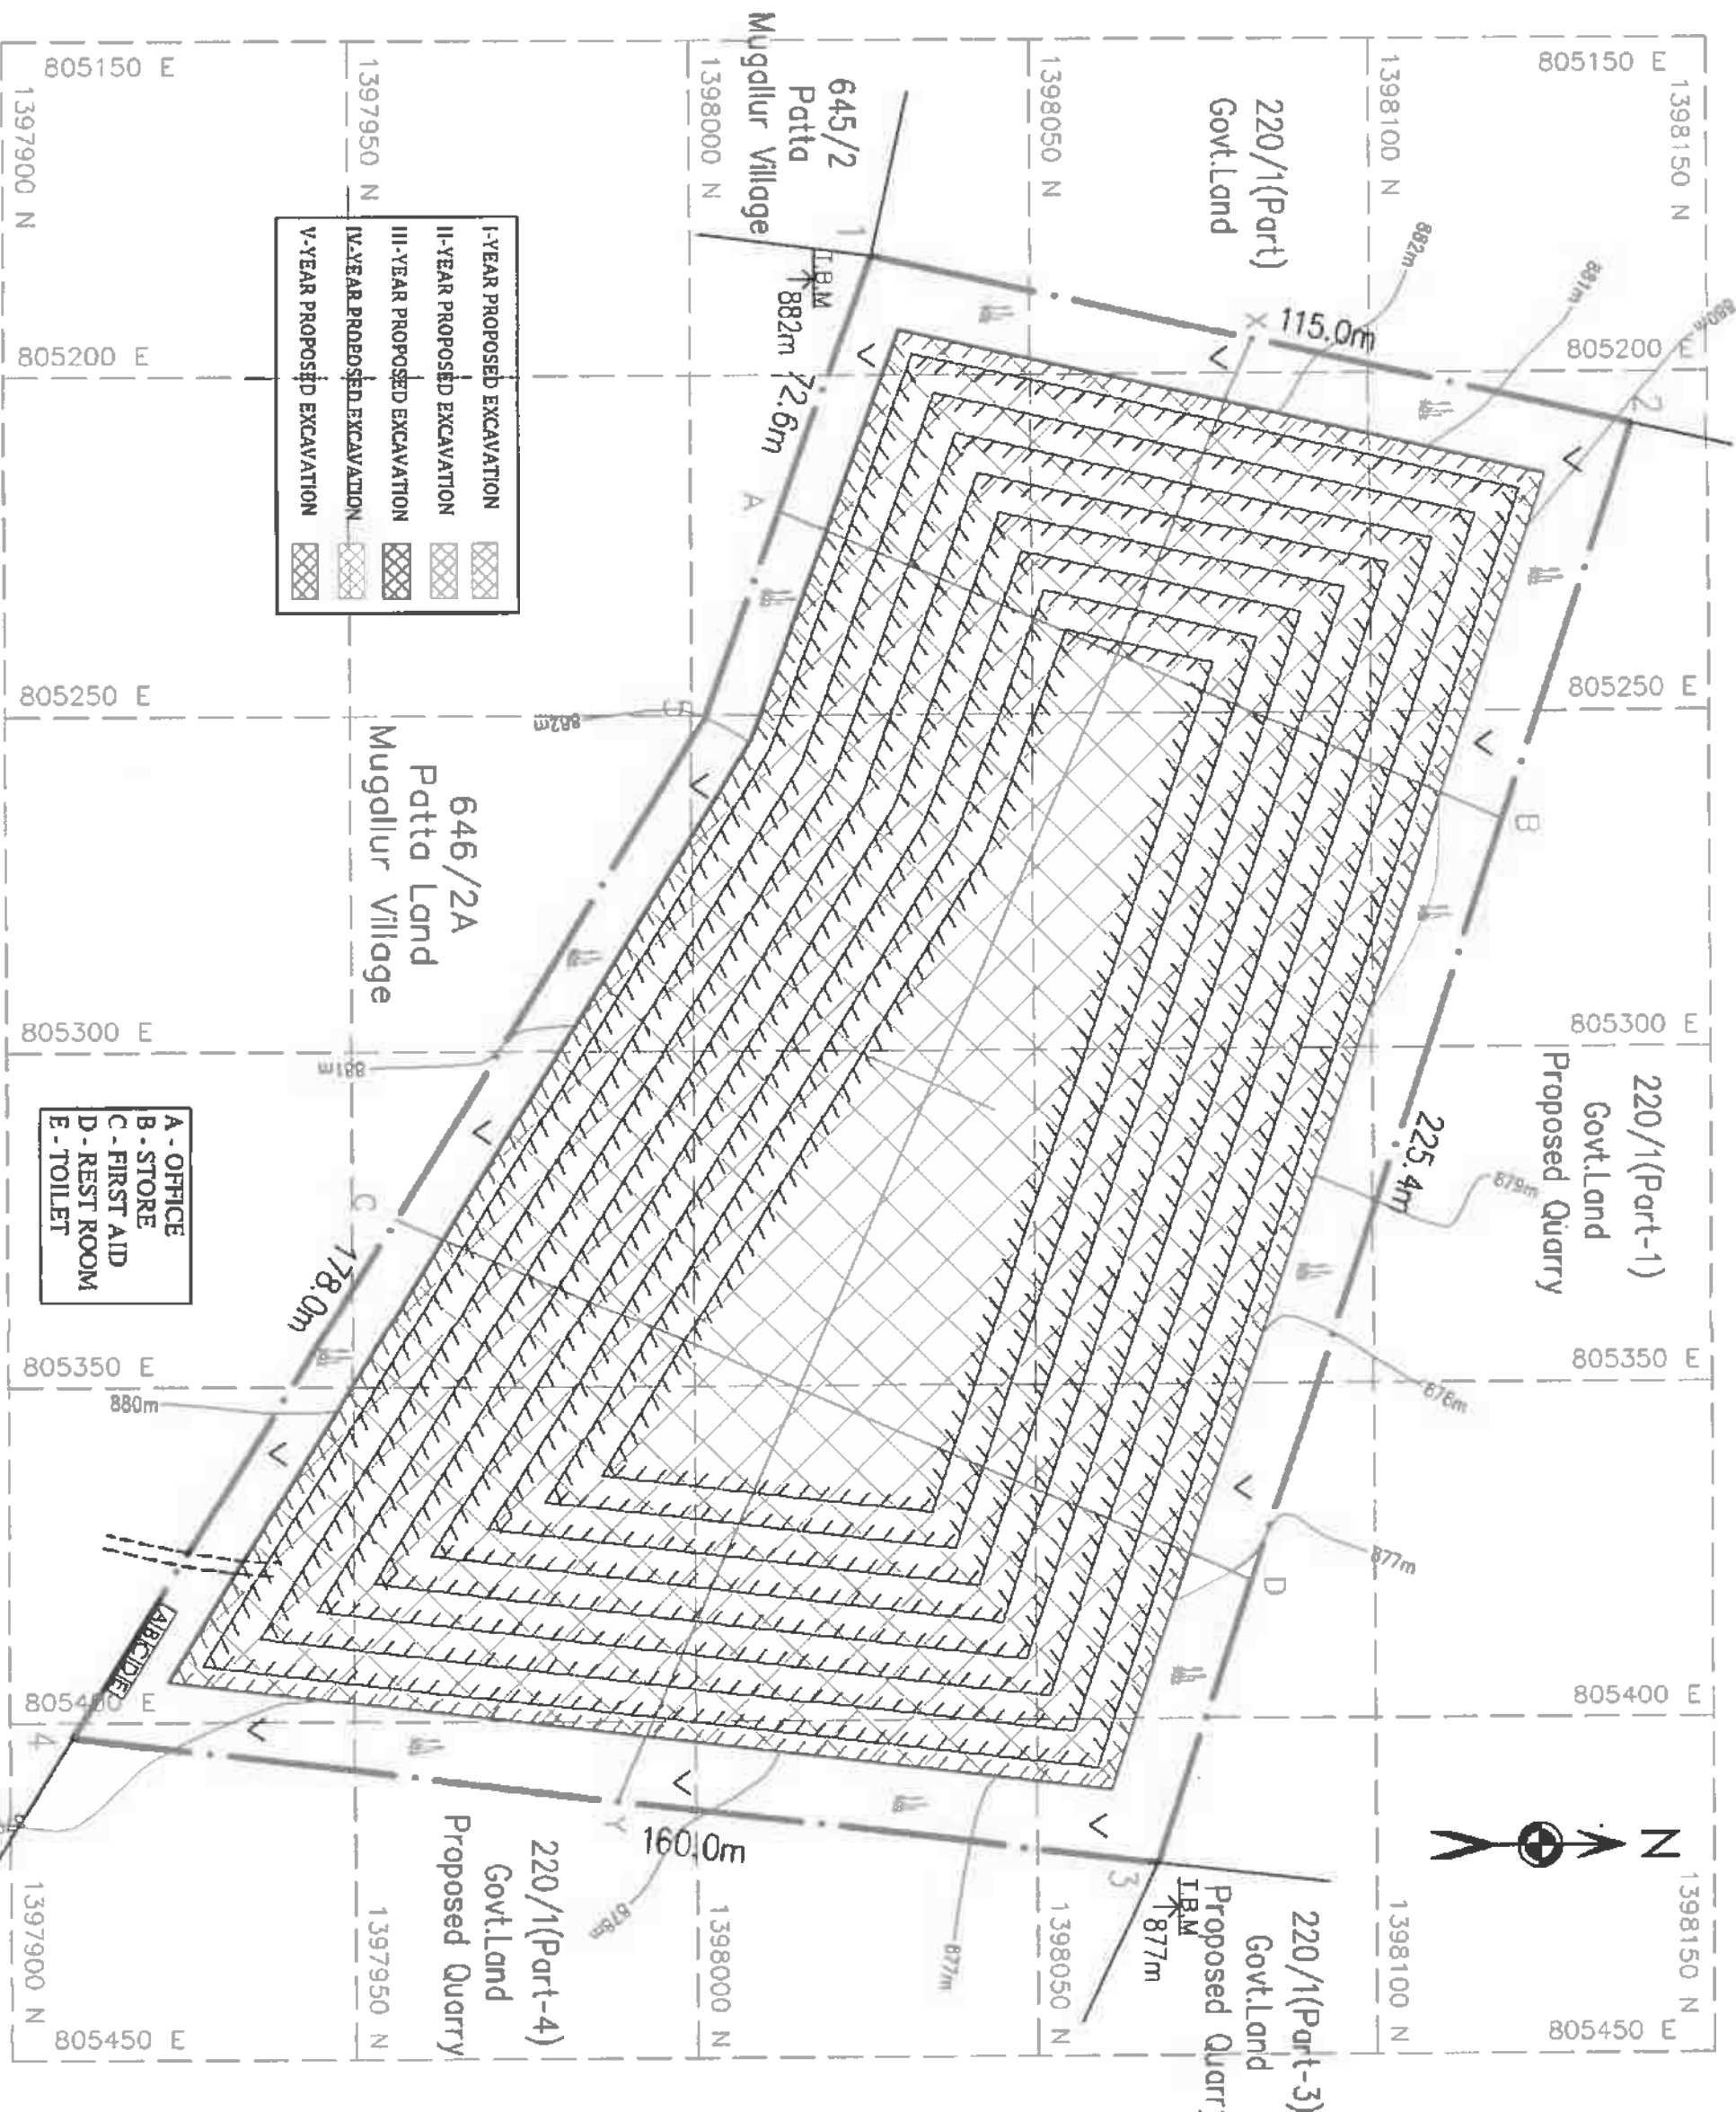 805150 E
1397900 N
1397950 N
1398000 N
1398050 N
1398100 N
1398150 N
805150 E
645/2
Patta
Mugallur Village
220/1(Part)
Govt.Land
882m
881m
880m
1
T.B.M
882m
X
115.0m
2
805200 E
805200 E
72.6m
A
I-YEAR PROPOSED EXCAVATION
II-YEAR PROPOSED EXCAVATION
III-YEAR PROPOSED EXCAVATION
IV-YEAR PROPOSED EXCAVATION
V-YEAR PROPOSED EXCAVATION
805250 E
805250 E
882m
5
B
646/2A
Patta Land
Mugallur Village
805300 E
805300 E
881m
220/1(Part-1)
Govt.Land
Proposed Quarry
225.4m
879m
A - OFFICE
B - STORE
C - FIRST AID
D - REST ROOM
E - TOILET
C
178.0m
805350 E
805350 E
880m
878m
877m
D
A B C D E
805400 E
805400 E
4
Y
160.0m
3
T.B.M
877m
N
220/1(Part-4)
Govt.Land
Proposed Quarry
878m
877m
220/1(Part-3)
Govt.Land
Proposed Quarr
1397900 N
1397950 N
1398000 N
1398050 N
1398100 N
1398150 N
805450 E
805450 E